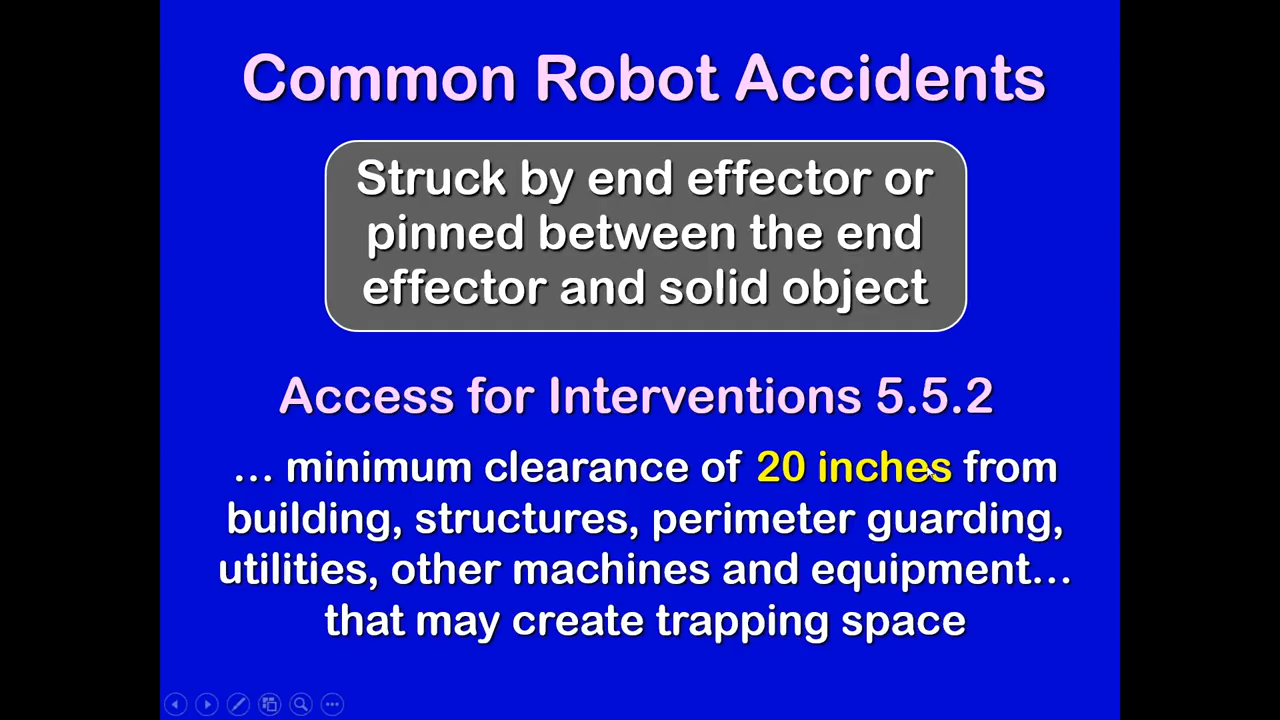 Common Robot Accidents
Struck by end effector or
pinned between the end
effector and solid object
Access for Interventions 5.5.2
... minimum clearance of 20 inches from
building, structures, perimeter guarding,
utilities, other machines and equipment...
that may create trapping space